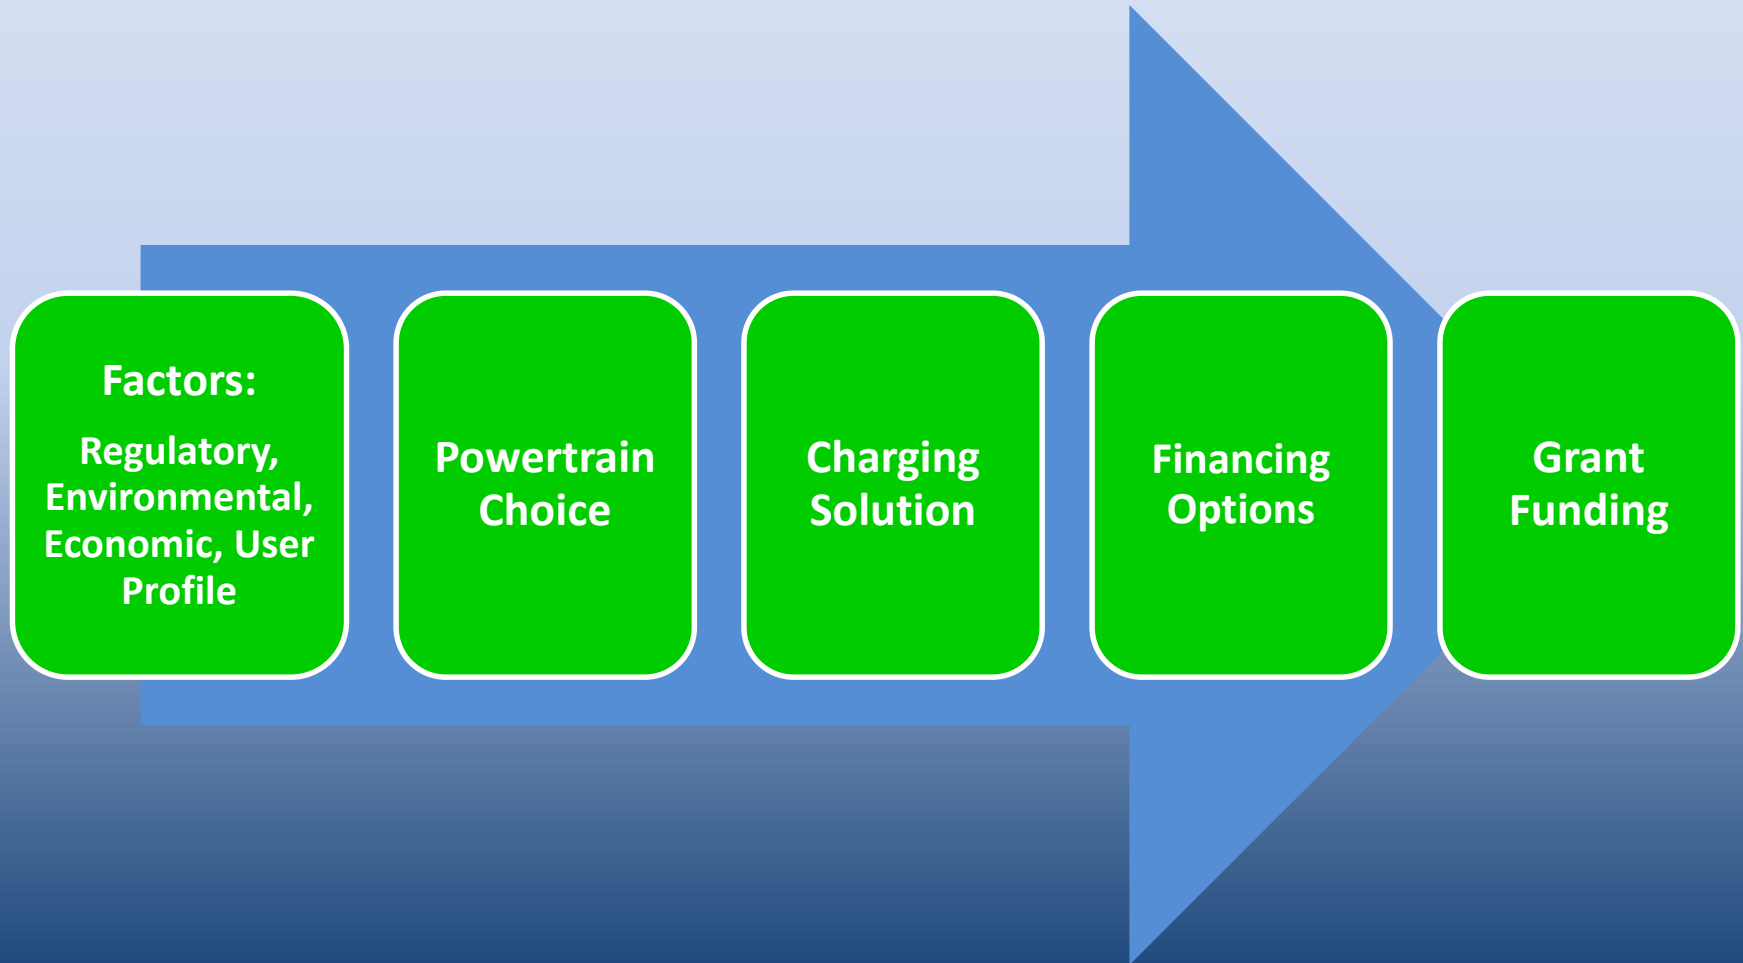 Factors:
Regulatory,
Environmental,
Economic, User
Profile
Powertrain
Choice
Charging
Solution
Financing
Options
Grant
Funding